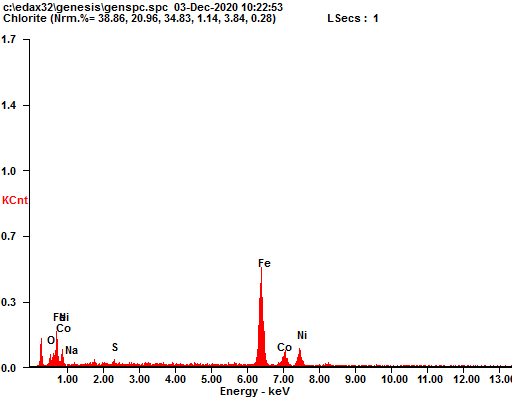 c:\edax32\genesis\genspc.spc 03-Dec-2020 10:22:53
Chlorite (Nrm.%= 38.86, 20.96, 34.83, 1.14, 3.84, 0.28) LSecs : 1
1.7
1.4
1.0
KCnt
0.7
Fe
0.3
Fe Ni
Co
O
Na
S
Co
Ni
0.0
1.00 2.00 3.00 4.00 5.00 6.00 7.00 8.00 9.00 10.00 11.00 12.00 13.0
Energy - keV